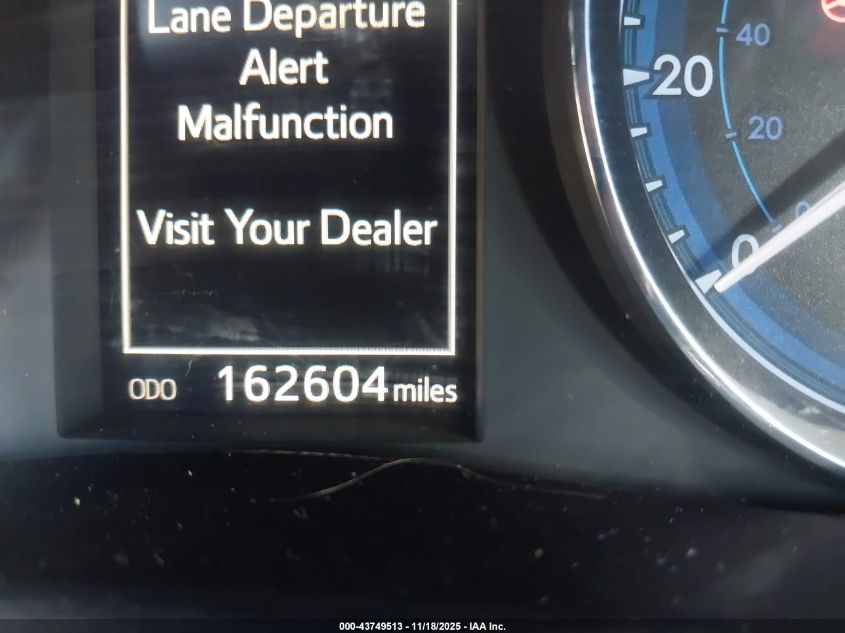 Lane Departure
Alert
Malfunction
Visit Your Dealer
ODO 162604 miles
40
20
20
0
0
000-43749513 - 11/18/2025 - IAA Inc.